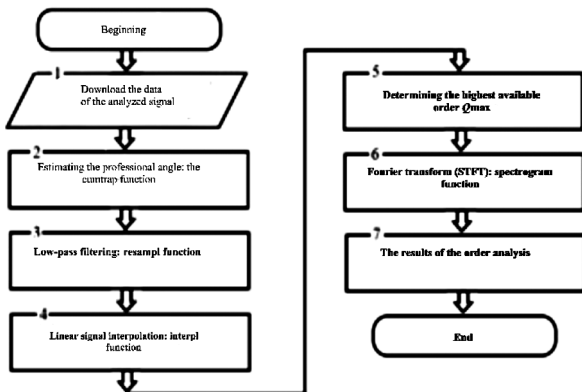 Beginning
1
Download the data
of the analyzed signal
2
Estimating the professional angle: the
cumtrap function
3
Low-pass filtering: resampl function
4
Linear signal interpolation: interpl
function
5
Determining the highest available
order Qmax
6
Fourier transform (STFT): spectrogram
function
7
The results of the order analysis
End